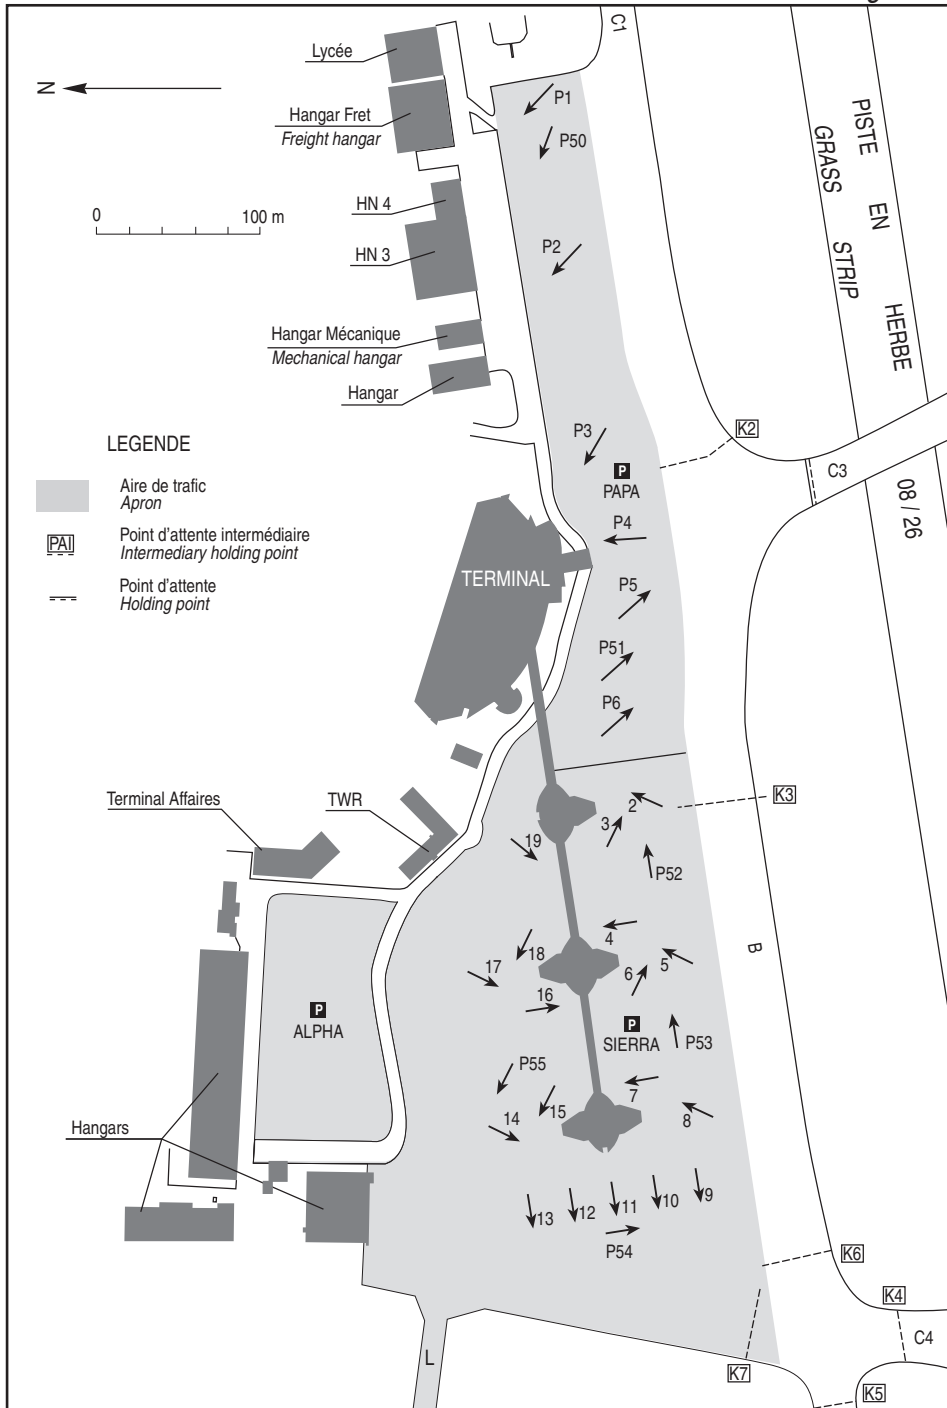 C1
Lycée
N
P1
Hangar Fret
Freight hangar
P50
PISTE EN HERBE
GRASS STRIP
HN 4
0 100 m
P2
HN 3
Hangar Mécanique
Mechanical hangar
Hangar
P3
K2
LEGENDE
P
PAPA
C3
Aire de trafic
Apron
08 / 26
P4
PAI
Point d'attente intermédiaire
Intermediary holding point
TERMINAL
P5
Point d'attente
Holding point
P51
P6
Terminal Affaires
TWR
K3
2
3
19
P52
4
B
18
17
5
6
16
P
ALPHA
P
SIERRA
P53
P55
7
14
15
8
Hangars
9
10
11
12
13
P54
K6
K4
C4
L
K7
K5